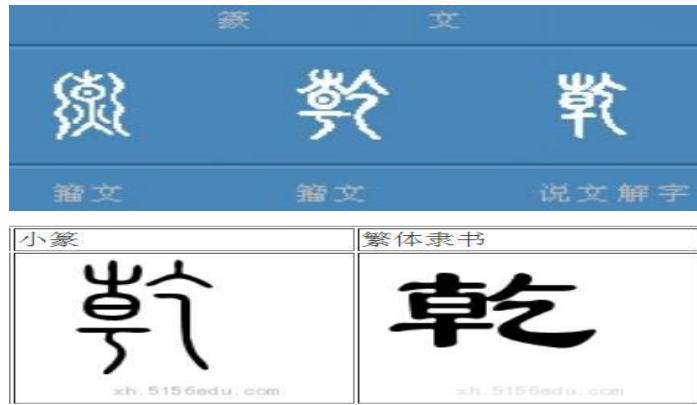 篆 文
籀文 籀文 说文解字
小篆 繁体隶书
乾
xh.5156edu.com xh.5156edu.com